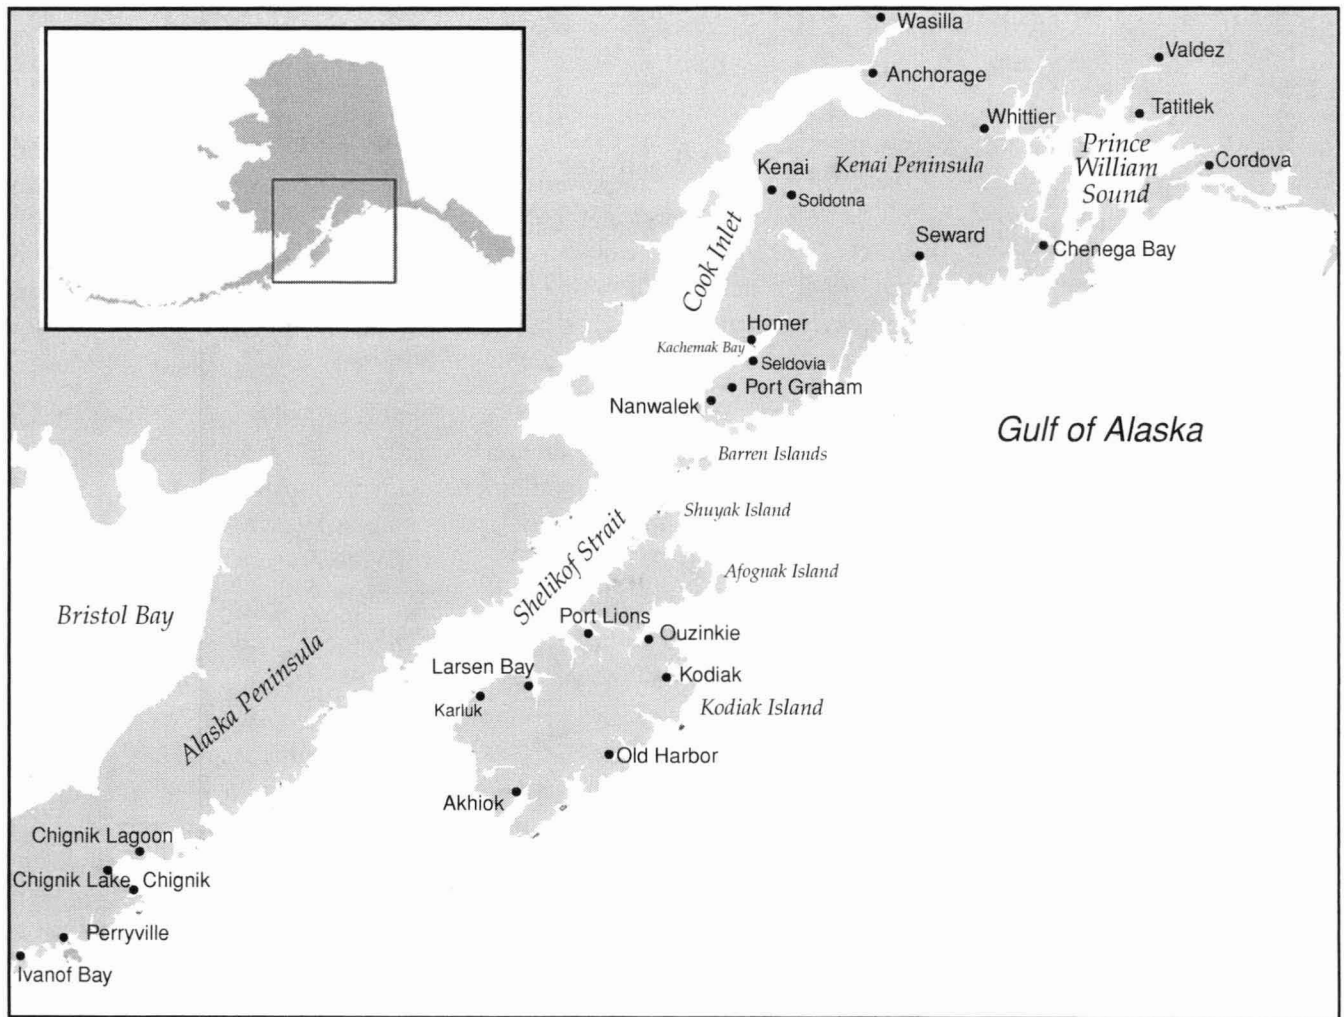 Wasilla
Valdez
Anchorage
Tatitlek
Whittier
Prince
William
Sound
Cordova
Kenai
Kenai Peninsula
Soldotna
Cook Inlet
Seward
Chenega Bay
Homer
Kachemak Bay
Seldovia
Port Graham
Nanwalek
Gulf of Alaska
Barren Islands
Shuyak Island
Shelikof Strait
Afognak Island
Bristol Bay
Port Lions
Ouzinkie
Alaska Peninsula
Larsen Bay
Kodiak
Karluk
Kodiak Island
Old Harbor
Akhiok
Chignik Lagoon
Chignik Lake
Chignik
Perryville
Ivanof Bay